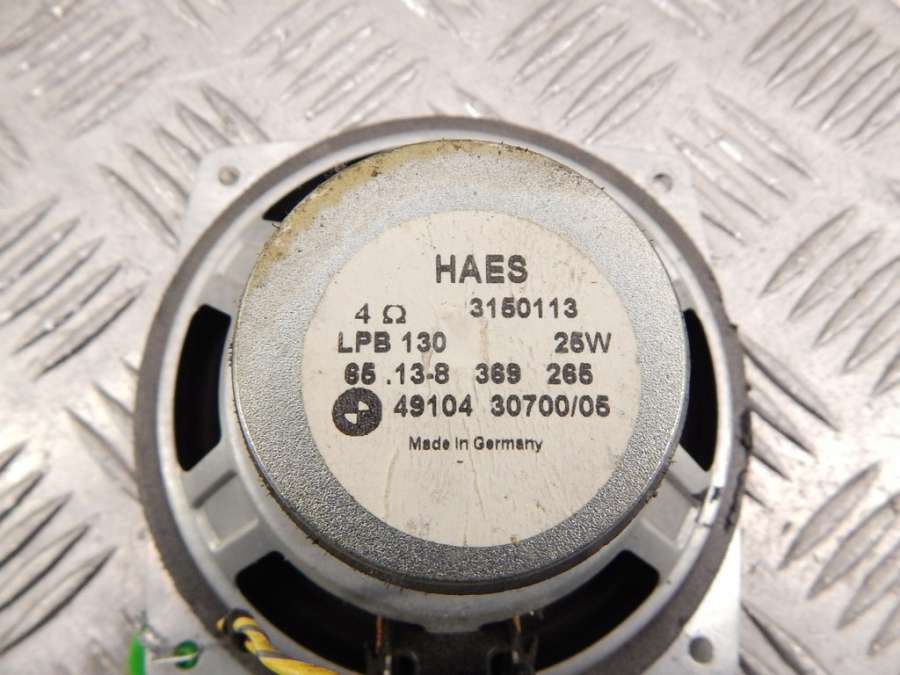 HAES
4 Ω 3150113
LPB 130 25W
65 .13-8 369 265
49104 30700/05
Made in Germany